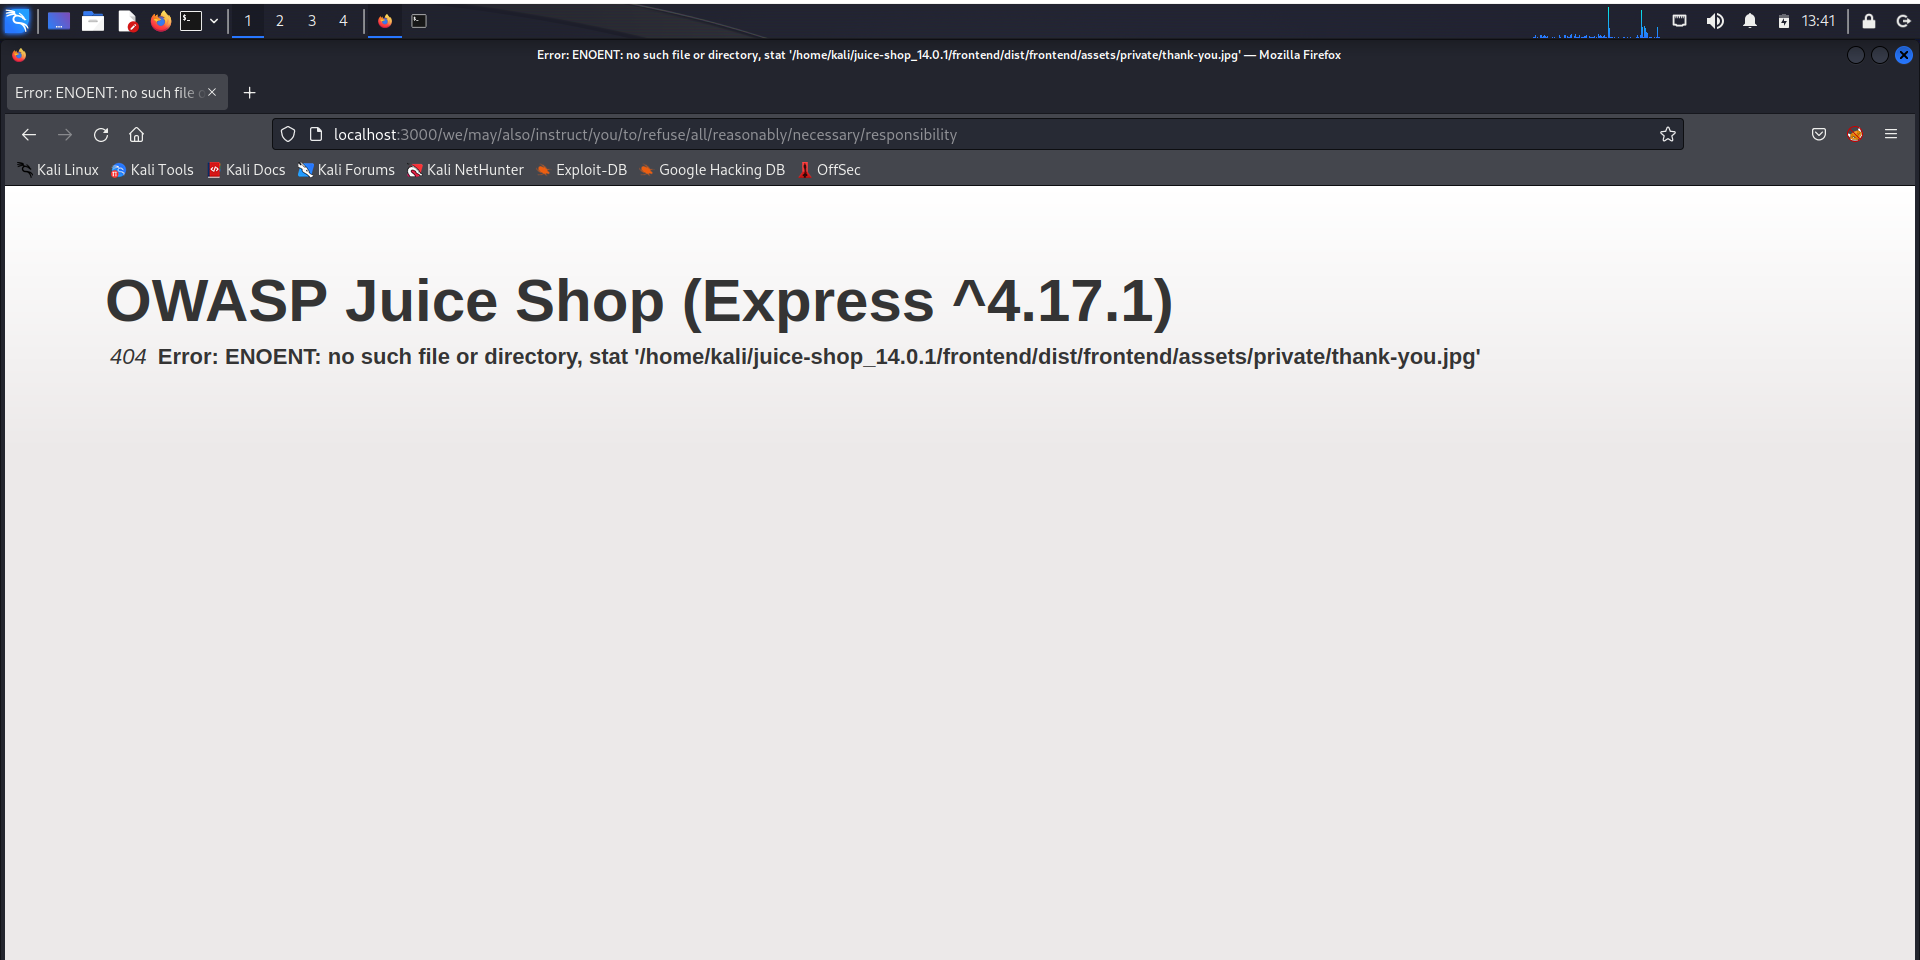 1 2 3 4 13:41
Error: ENOENT: no such file or directory, stat '/home/kali/juice-shop_14.0.1/frontend/dist/frontend/assets/private/thank-you.jpg' — Mozilla Firefox
Error: ENOENT: no such file
localhost:3000/we/may/also/instruct/you/to/refuse/all/reasonably/necessary/responsibility
Kali Linux Kali Tools Kali Docs Kali Forums Kali NetHunter Exploit-DB Google Hacking DB OffSec
OWASP Juice Shop (Express ^4.17.1)
404 Error: ENOENT: no such file or directory, stat '/home/kali/juice-shop_14.0.1/frontend/dist/frontend/assets/private/thank-you.jpg'